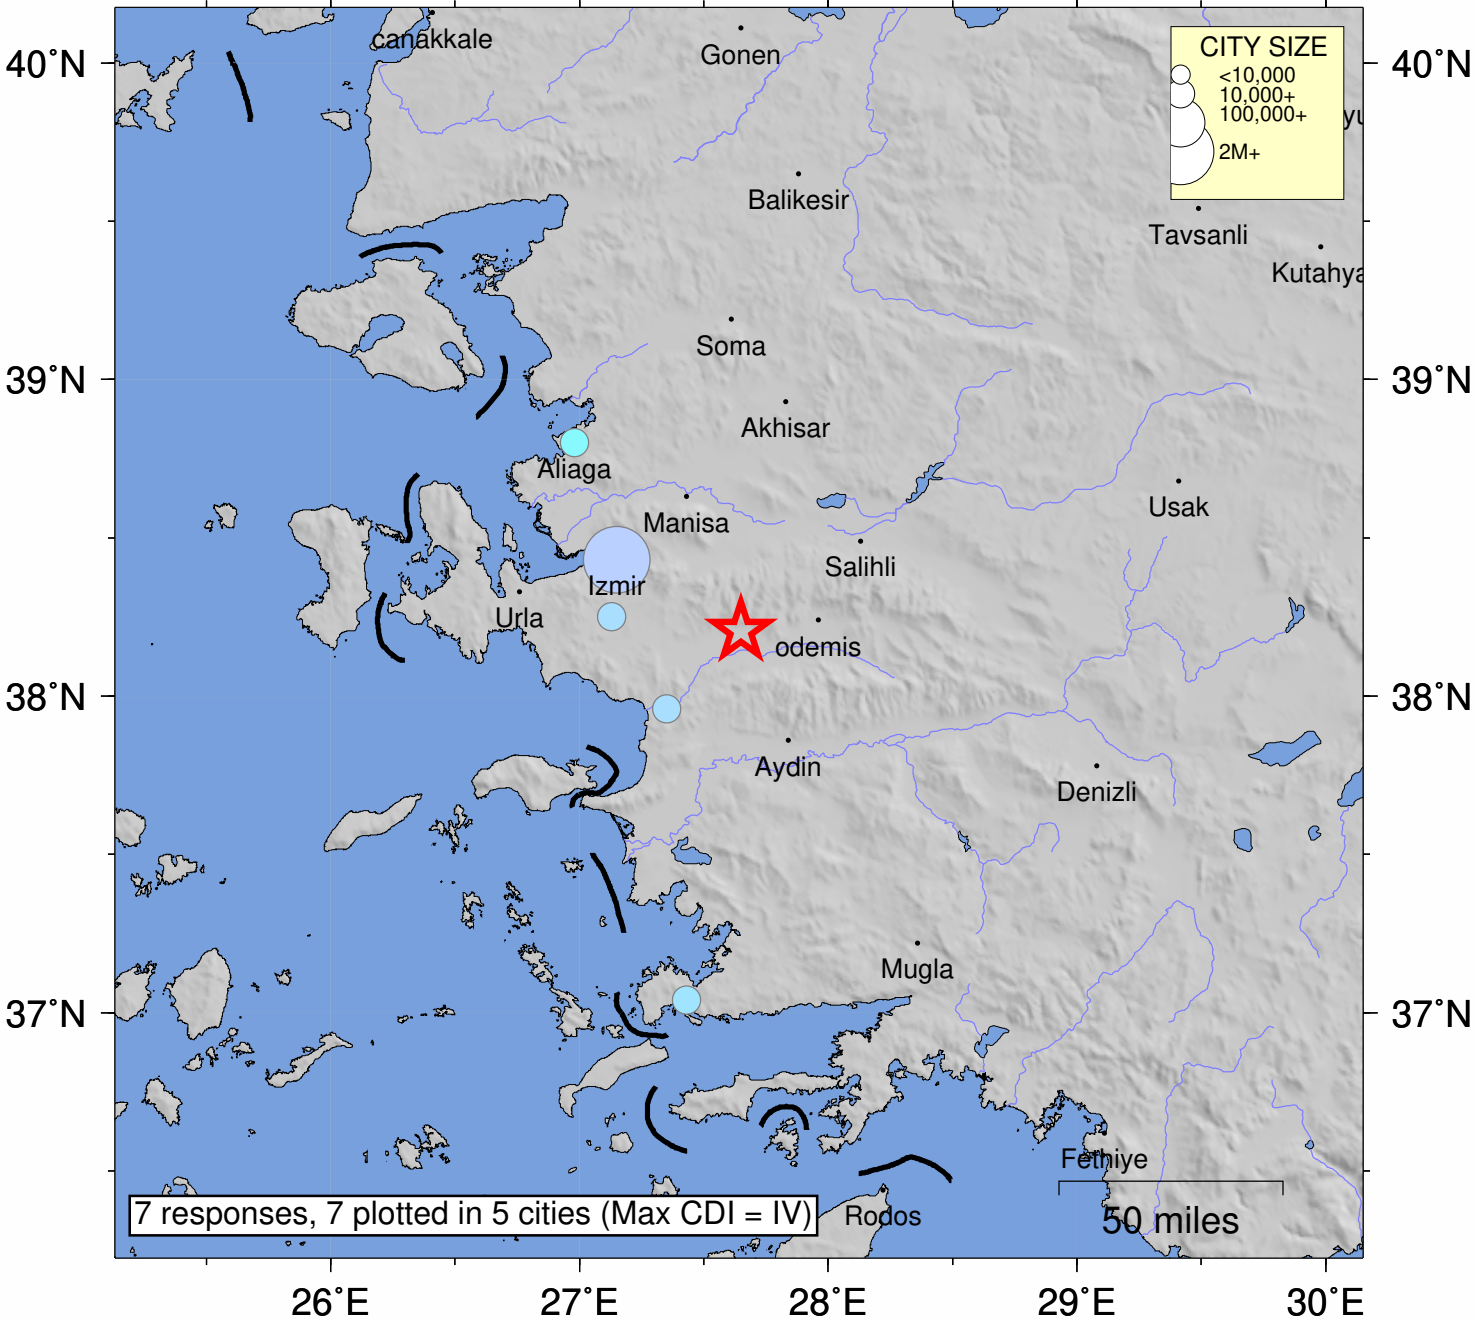 canakkale
Gonen
CITY SIZE
<10,000
10,000+
100,000+
2M+
40°N
40°N
yu
Balikesir
Tavsanli
Kutahya
Soma
39°N
39°N
Akhisar
Aliaga
Manisa
Usak
Salihli
Izmir
Urla
odemis
38°N
38°N
Aydin
Denizli
Mugla
37°N
37°N
Fethiye
7 responses, 7 plotted in 5 cities (Max CDI = IV)
Rodos
50 miles
26°E
27°E
28°E
29°E
30°E